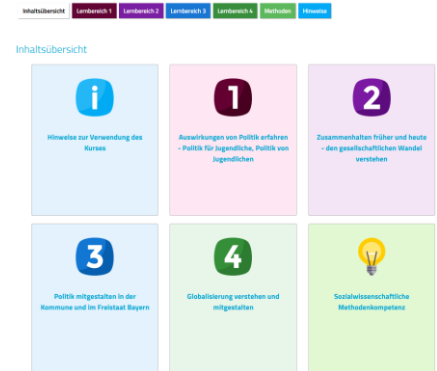 Inhaltsübersicht Lernbereich 1 Lernbereich 2 Lernbereich 3 Lernbereich 4 Methoden Hinweise
Inhaltsübersicht
i
Hinweise zur Verwendung des
Kurses
1
Auswirkungen von Politik erfahren
- Politik für Jugendliche, Politik von
Jugendlichen
2
Zusammenhalten früher und heute
- den gesellschaftlichen Wandel
verstehen
3
Politik mitgestalten in der
Kommune und im Freistaat Bayern
4
Globalisierung verstehen und
mitgestalten
Sozialwissenschaftliche
Methodenkompetenz